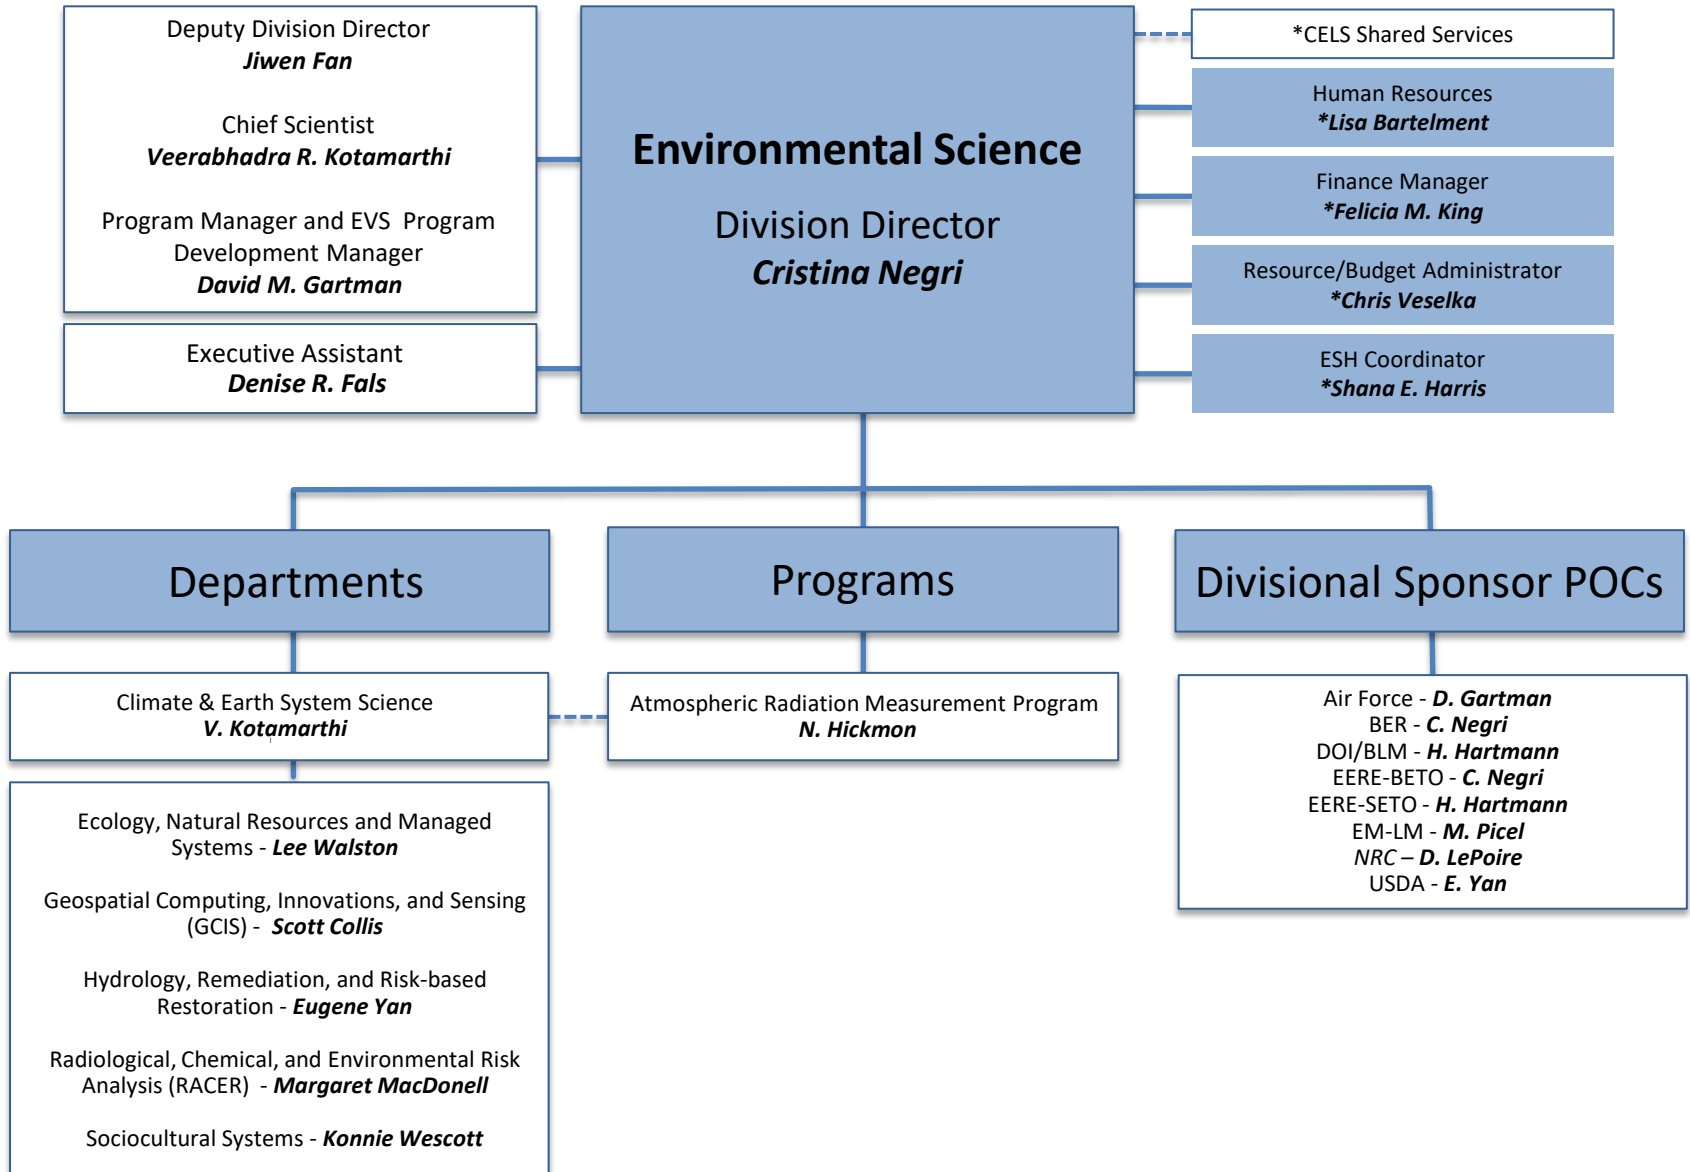 Deputy Division Director
Jiwen Fan
Chief Scientist
Veerabhadra R. Kotamarthi
Program Manager and EVS  Program
Development Manager
David M. Gartman
Executive Assistant
Denise R. Fals
Environmental Science
Division Director
Cristina Negri
*CELS Shared Services
Human Resources
*Lisa Bartelment
Finance Manager
*Felicia M. King
Resource/Budget Administrator
*Chris Veselka
ESH Coordinator
*Shana E. Harris
Departments
Climate & Earth System Science
V. Kotamarthi
Ecology, Natural Resources and Managed
Systems - Lee Walston
Geospatial Computing, Innovations, and Sensing
(GCIS) -  Scott Collis
Hydrology, Remediation, and Risk-based
Restoration - Eugene Yan
Radiological, Chemical, and Environmental Risk
Analysis (RACER)  - Margaret MacDonell
Sociocultural Systems - Konnie Wescott
Programs
Atmospheric Radiation Measurement Program
N. Hickmon
Divisional Sponsor POCs
Air Force - D. Gartman
BER - C. Negri
DOI/BLM - H. Hartmann
EERE-BETO - C. Negri
EERE-SETO - H. Hartmann
EM-LM - M. Picel
NRC – D. LePoire
USDA - E. Yan